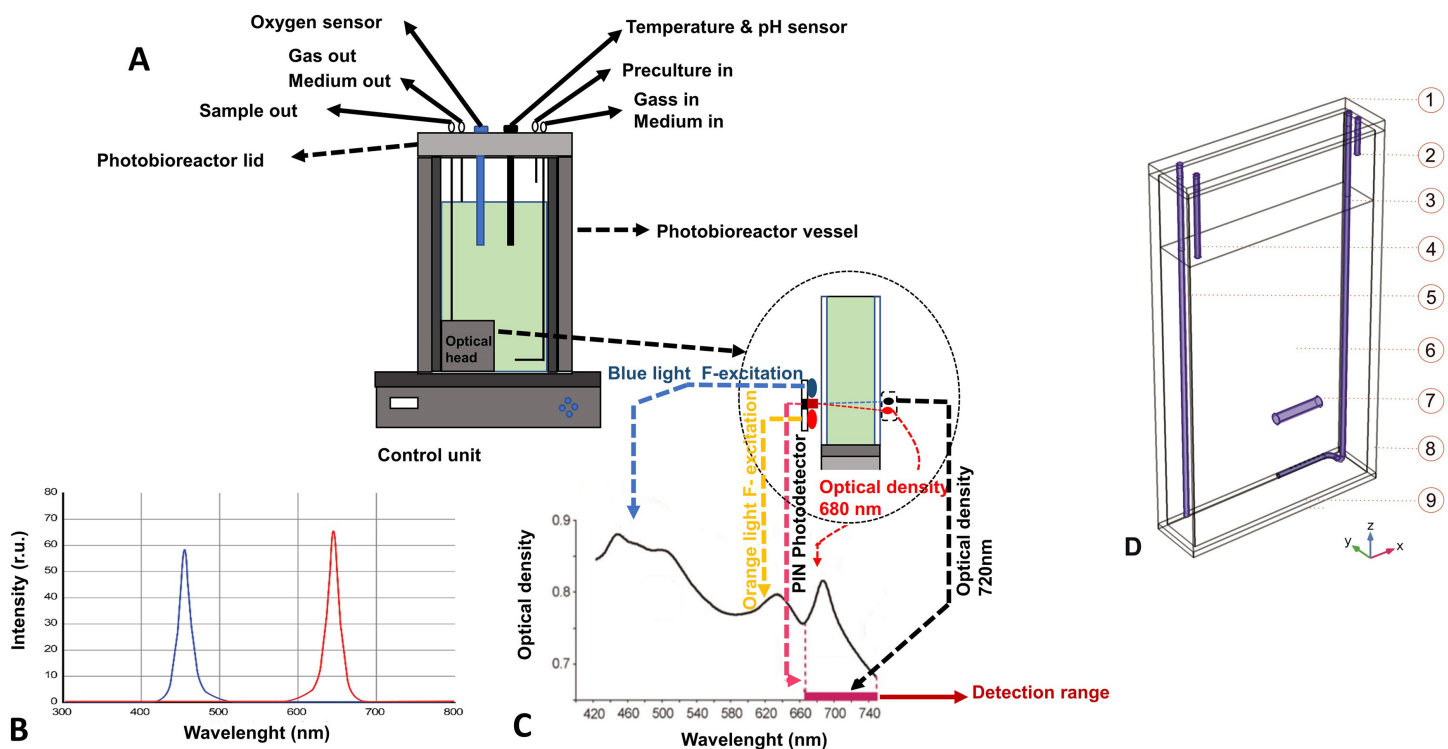 A
Oxygen sensor
Gas out
Medium out
Sample out
Photobioreactor lid
Temperature & pH sensor
Preculture in
Gass in
Medium in
Photobioreactor vessel
Optical
head
Control unit
Blue light F-excitation
Orange light F- excitation
PIN Photodetector
Optical density
680 nm
Optical density
720nm
B
Intensity (r.u.)
80
70
60
50
40
30
20
10
0
300
400
500
600
700
800
Wavelenght (nm)
C
Optical density
0.9
0.8
0.7
420
460
500
540
580
620
660
700
740
Wavelenght (nm)
Detection range
D
1
2
3
4
5
6
7
8
9
z
y
x